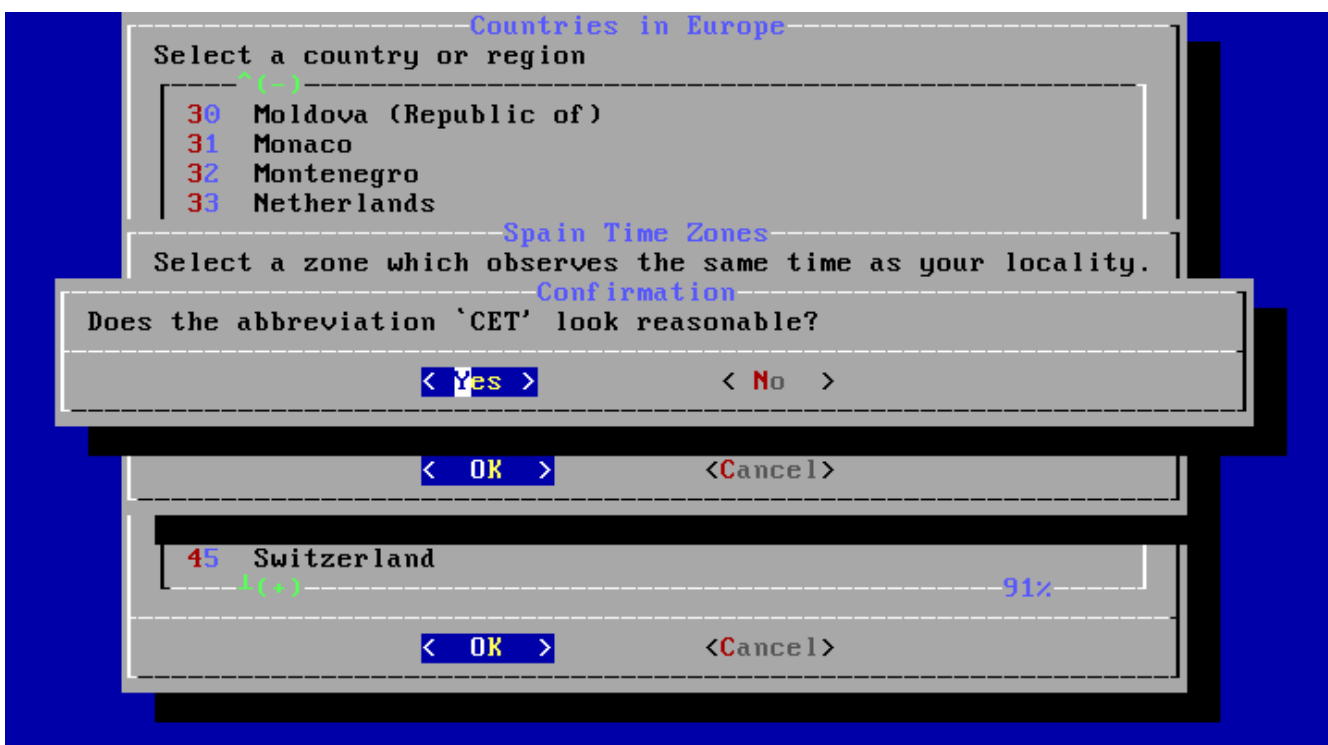 Countries in Europe
Select a country or region
^(-)
30 Moldova (Republic of)
31 Monaco
32 Montenegro
33 Netherlands
Spain Time Zones
Select a zone which observes the same time as your locality.
Confirmation
Does the abbreviation `CET' look reasonable?
< Yes > < No >
< OK > <Cancel>
45 Switzerland
┴(+) 91%
< OK > <Cancel>